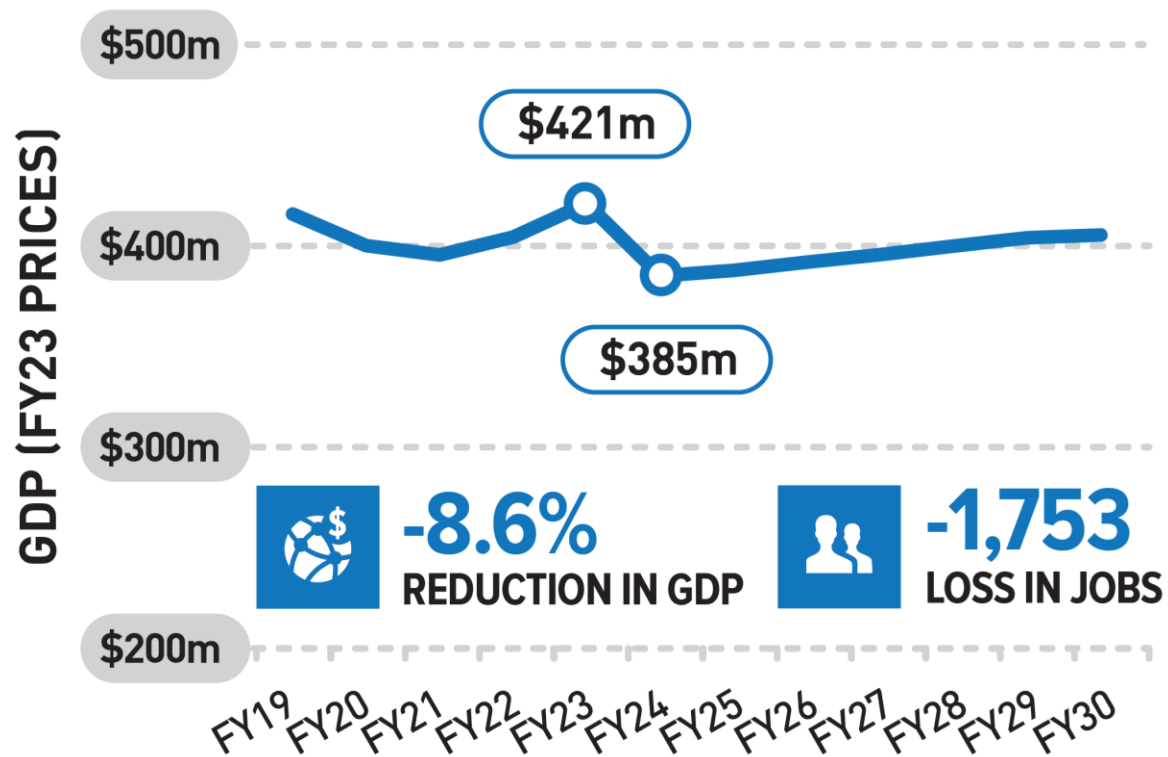 GDP (FY23 PRICES)
$500m
$421m
$400m
$385m
$300m
$
-8.6%
REDUCTION IN GDP
-1,753
LOSS IN JOBS
$200m
FY19 FY20 FY21 FY22 FY23 FY24 FY25 FY26 FY27 FY28 FY29 FY30